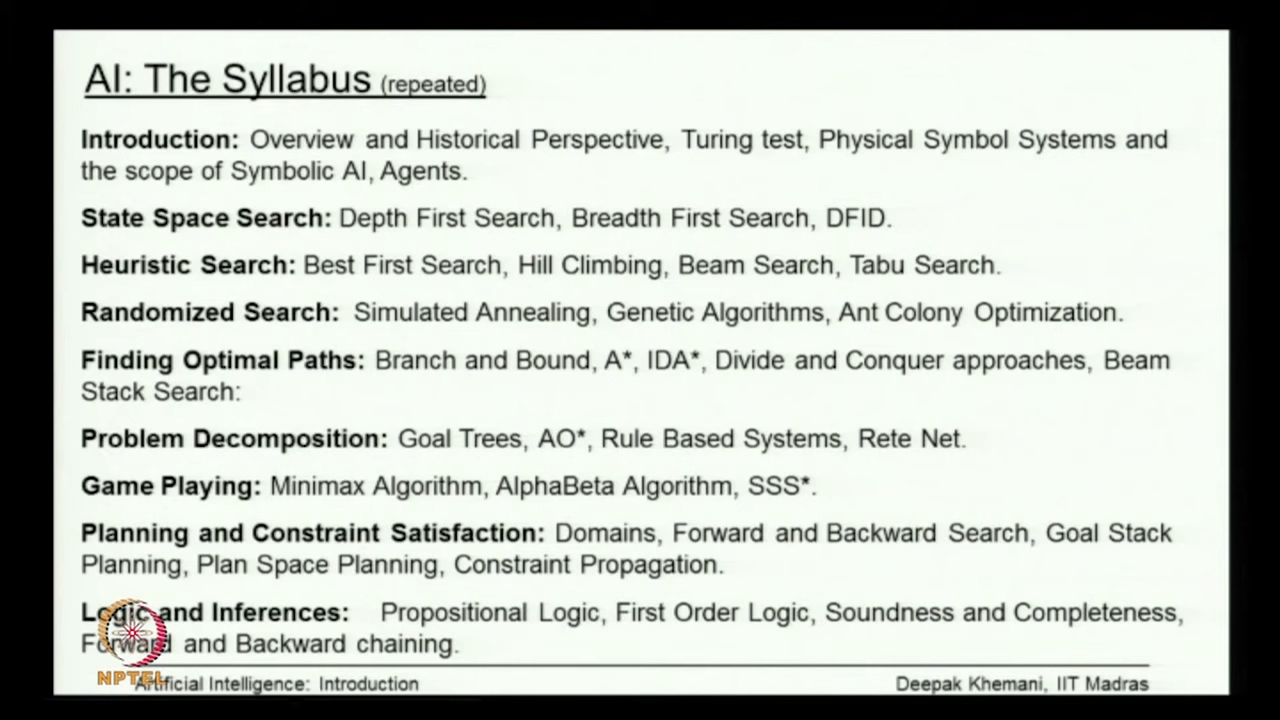 AI: The Syllabus (repeated)
Introduction: Overview and Historical Perspective, Turing test, Physical Symbol Systems and
the scope of Symbolic AI, Agents.
State Space Search: Depth First Search, Breadth First Search, DFID.
Heuristic Search: Best First Search, Hill Climbing, Beam Search, Tabu Search.
Randomized Search: Simulated Annealing, Genetic Algorithms, Ant Colony Optimization.
Finding Optimal Paths: Branch and Bound, A*, IDA*, Divide and Conquer approaches, Beam
Stack Search:
Problem Decomposition: Goal Trees, AO*, Rule Based Systems, Rete Net.
Game Playing: Minimax Algorithm, AlphaBeta Algorithm, SSS*.
Planning and Constraint Satisfaction: Domains, Forward and Backward Search, Goal Stack
Planning, Plan Space Planning, Constraint Propagation.
Logic and Inferences: Propositional Logic, First Order Logic, Soundness and Completeness,
Forward and Backward chaining.
NPTEL
Artificial Intelligence: Introduction
Deepak Khemani, IIT Madras